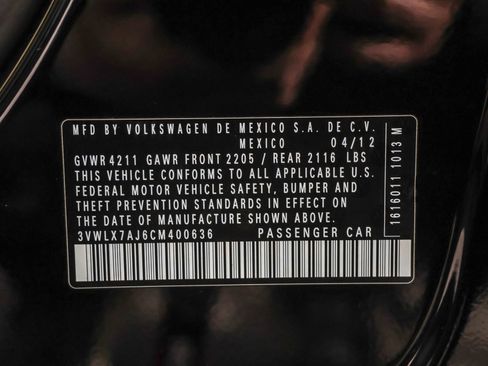 MFD BY VOLKSWAGEN DE MEXICO S.A. DE C.V.
MEXICO 04/12
GVWR 4211 GAWR FRONT 2205 / REAR 2116 LBS
THIS VEHICLE CONFORMS TO ALL APPLICABLE U.S.
FEDERAL MOTOR VEHICLE SAFETY, BUMPER AND
THEFT PREVENTION STANDARDS IN EFFECT ON
THE DATE OF MANUFACTURE SHOWN ABOVE.
3VWLX7AJ6CM400636 PASSENGER CAR
1616011 1013 M